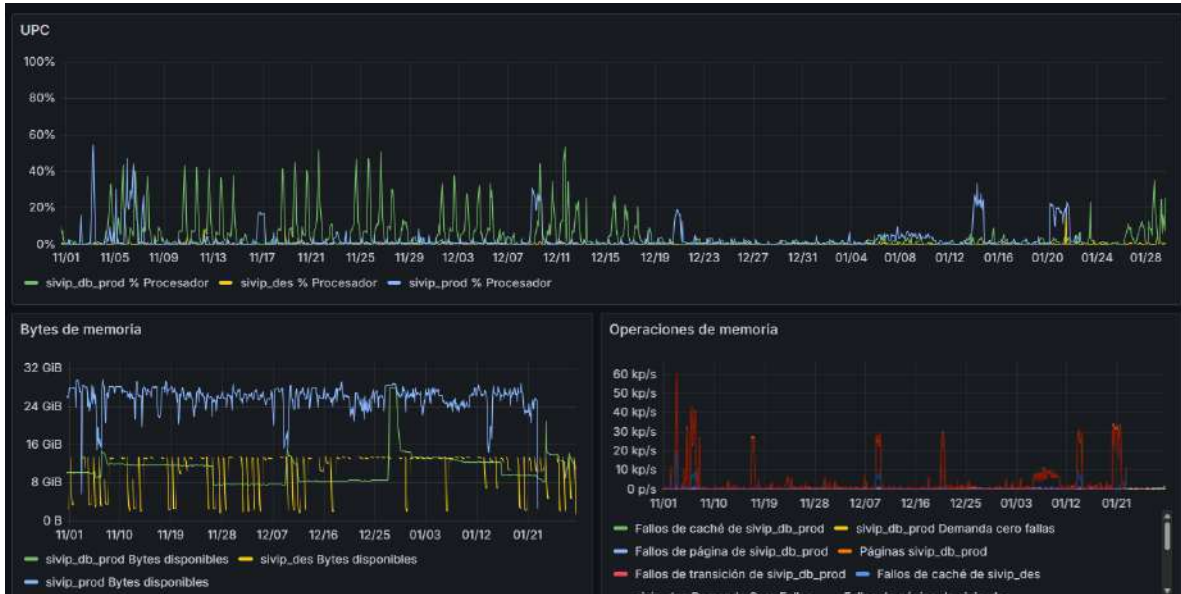 UPC
100%
80%
60%
40%
20%
0%
11/01 11/05 11/09 11/13 11/17 11/21 11/25 11/29 12/03 12/07 12/11 12/15 12/19 12/23 12/27 12/31 01/04 01/08 01/12 01/16 01/20 01/24 01/28
sivip_db_prod % Procesador sivip_des % Procesador sivip_prod % Procesador
Bytes de memoria
32 GiB
24 GiB
16 GiB
8 GiB
0 B
11/01 11/10 11/19 11/28 12/07 12/16 12/25 01/03 01/12 01/21
sivip_db_prod Bytes disponibles sivip_des Bytes disponibles
sivip_prod Bytes disponibles
Operaciones de memoria
60 kp/s
50 kp/s
40 kp/s
30 kp/s
20 kp/s
10 kp/s
0 p/s
11/01 11/10 11/19 11/28 12/07 12/16 12/25 01/03 01/12 01/21
Fallos de caché de sivip_db_prod sivip_db_prod Demanda cero fallas
Fallos de página de sivip_db_prod Páginas sivip_db_prod
Fallos de transición de sivip_db_prod Fallos de caché de sivip_des